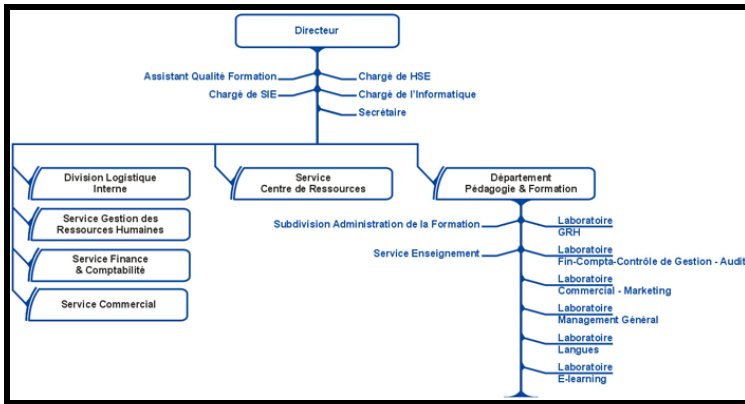 Directeur
Assistant Qualité Formation
Chargé de HSE
Chargé de SIE
Chargé de l'Informatique
Secrétaire
Division Logistique
Interne
Service
Centre de Ressources
Département
Pédagogie & Formation
Service Gestion des
Ressources Humaines
Service Finance
& Comptabilité
Service Commercial
Subdivision Administration de la Formation
Service Enseignement
Laboratoire
GRH
Laboratoire
Fin-Compta-Contrôle de Gestion - Audit
Laboratoire
Commercial - Marketing
Laboratoire
Management Général
Laboratoire
Langues
Laboratoire
E-learning